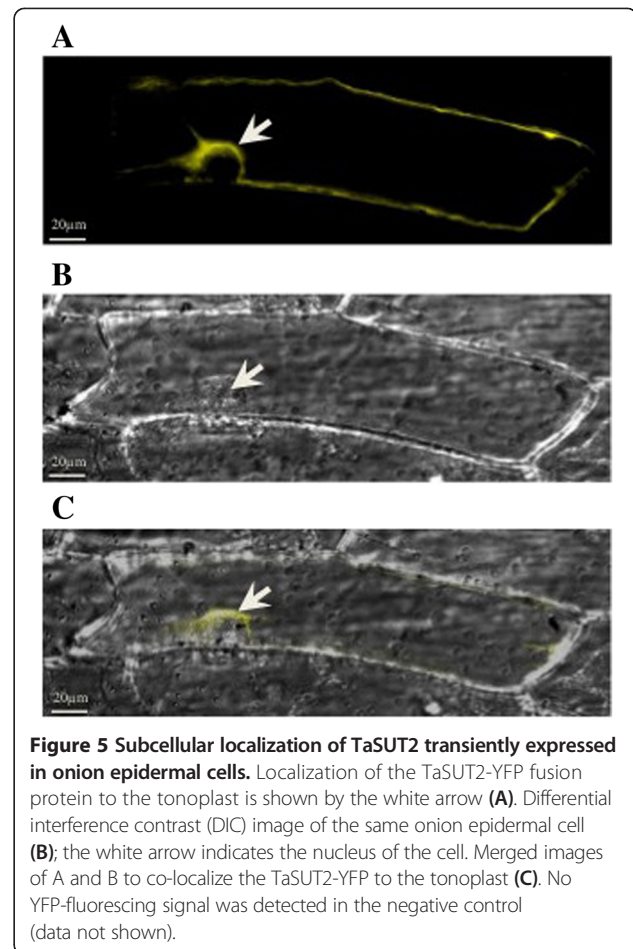 A
20µm
B
20µm
C
20µm
Figure 5 Subcellular localization of TaSUT2 transiently expressed
in onion epidermal cells. Localization of the TaSUT2-YFP fusion
protein to the tonoplast is shown by the white arrow (A). Differential
interference contrast (DIC) image of the same onion epidermal cell
(B); the white arrow indicates the nucleus of the cell. Merged images
of A and B to co-localize the TaSUT2-YFP to the tonoplast (C). No
YFP-fluorescing signal was detected in the negative control
(data not shown).